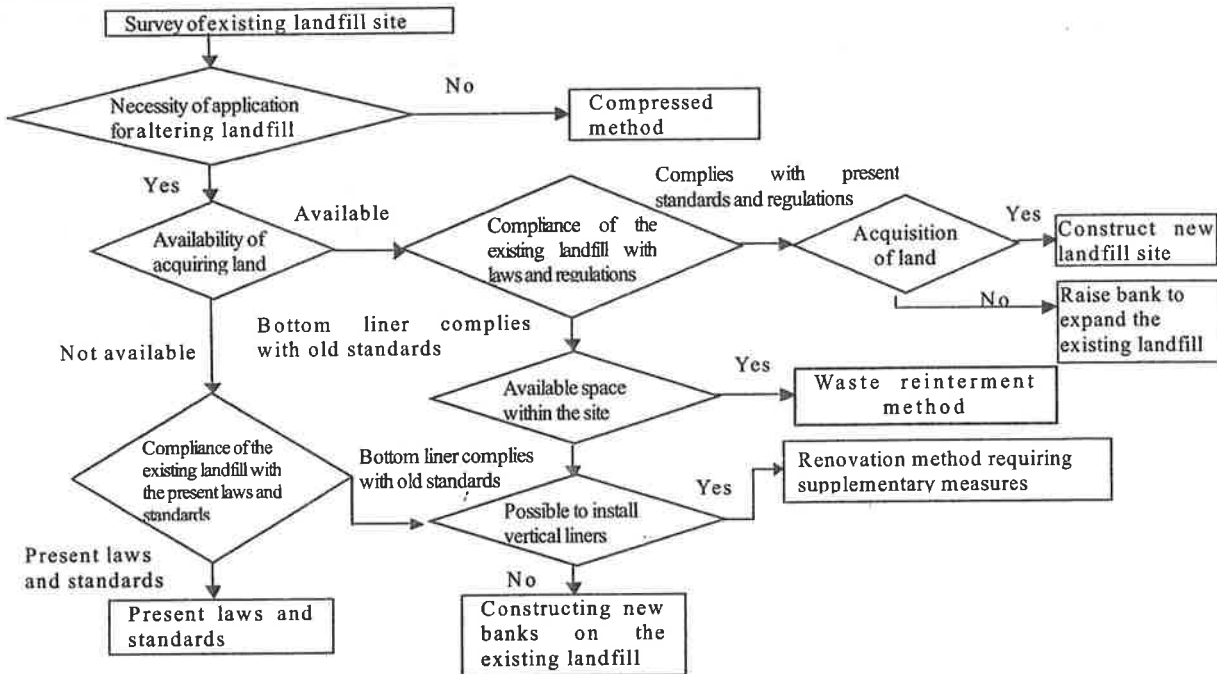 Survey of existing landfill site
Necessity of application
for altering landfill
No
Compressed
method
Yes
Availability of
acquiring land
Available
Compliance of the
existing landfill with
laws and regulations
Complies with present
standards and regulations
Acquisition
of land
Yes
Construct new
landfill site
No
Raise bank to
expand the
existing landfill
Bottom liner complies
with old standards
Not available
Available space
within the site
Yes
Waste reinterment
method
Compliance of the
existing landfill with
the present laws and
standards
Bottom liner complies
with old standards
Possible to install
vertical liners
Yes
Renovation method requiring
supplementary measures
Present laws
and standards
Present laws and
standards
No
Constructing new
banks on the
existing landfill